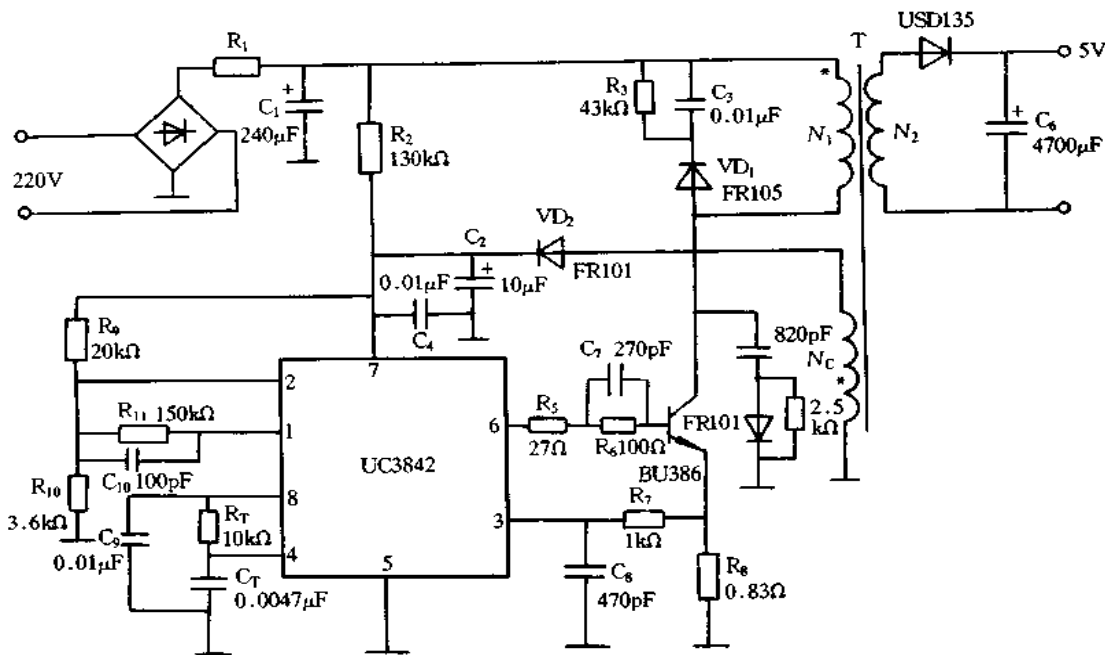 USD135
R₁
T
5V
*
R₃
43kΩ
C₃
0.01μF
C₁
+
240μF
R₂
130kΩ
N₁
N₂
+
C₆
4700μF
220V
VD₁
FR105
VD₂
C₂
FR101
0.01μF
+
10μF
C₄
R₉
20kΩ
820pF
C₇
270pF
N_C
*
7
2
R₅
FR101
2.5
kΩ
R₁₁
150kΩ
1
6
27Ω
R₆
100Ω
UC3842
C₁₀
100pF
BU386
R₁₀
8
R₇
3.6kΩ
R_T
3
C₉
10kΩ
1kΩ
4
0.01μF
5
C_T
C₈
R₈
0.0047μF
470pF
0.83Ω